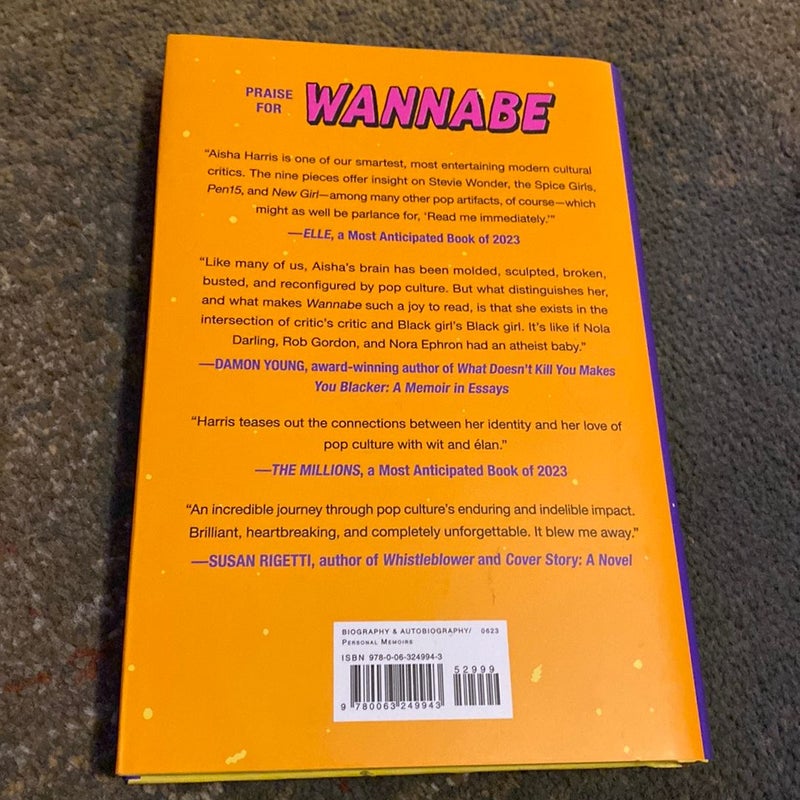 PRAISE
FOR WANNABE
“Aisha Harris is one of our smartest, most entertaining modern cultural
critics. The nine pieces offer insight on Stevie Wonder, the Spice Girls,
Pen15, and New Girl—among many other pop artifacts, of course—which
might as well be parlance for, ‘Read me immediately.’”
—ELLE, a Most Anticipated Book of 2023
“Like many of us, Aisha’s brain has been molded, sculpted, broken,
busted, and reconfigured by pop culture. But what distinguishes her,
and what makes Wannabe such a joy to read, is that she exists in the
intersection of critic’s critic and Black girl’s Black girl. It’s like if Nola
Darling, Rob Gordon, and Nora Ephron had an atheist baby.”
—DAMON YOUNG, award-winning author of What Doesn’t Kill You Makes
You Blacker: A Memoir in Essays
“Harris teases out the connections between her identity and her love of
pop culture with wit and élan.”
—THE MILLIONS, a Most Anticipated Book of 2023
“An incredible journey through pop culture’s enduring and indelible impact.
Brilliant, heartbreaking, and completely unforgettable. It blew me away.”
—SUSAN RIGETTI, author of Whistleblower and Cover Story: A Novel
BIOGRAPHY & AUTOBIOGRAPHY/ 0623
PERSONAL MEMOIRS
ISBN 978-0-06-324994-3
52999
9 780063 249943